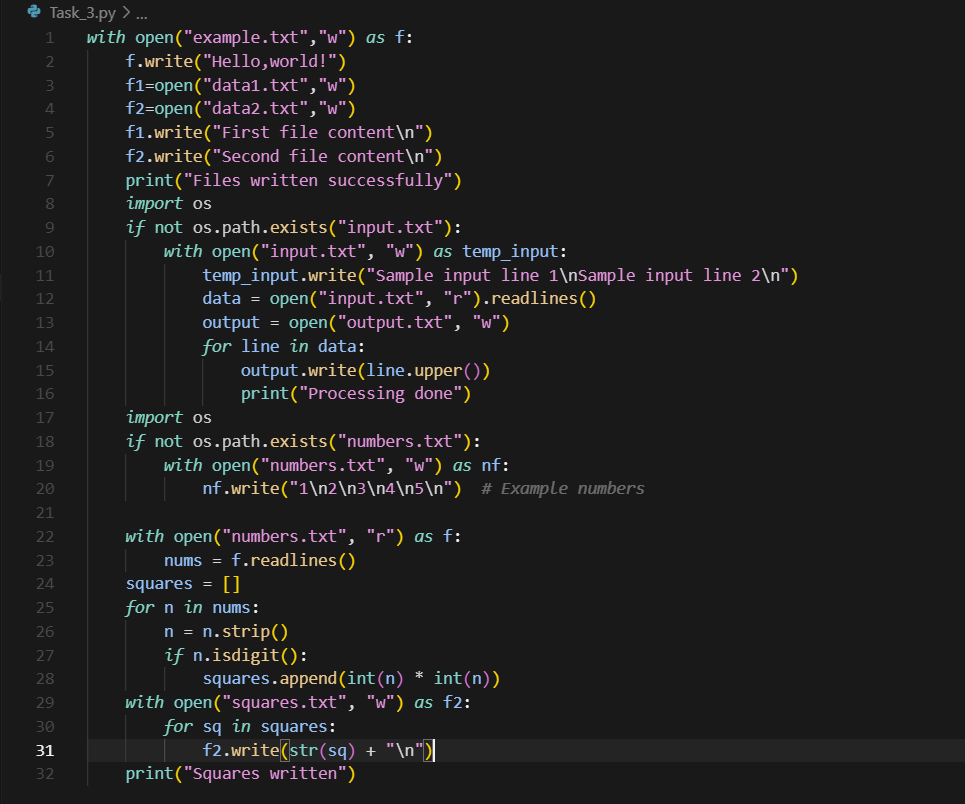 Task_3.py > ...
1 with open("example.txt","w") as f:
2     f.write("Hello,world!")
3     f1=open("data1.txt","w")
4     f2=open("data2.txt","w")
5     f1.write("First file content\n")
6     f2.write("Second file content\n")
7     print("Files written successfully")
8     import os
9     if not os.path.exists("input.txt"):
10         with open("input.txt", "w") as temp_input:
11             temp_input.write("Sample input line 1\nSample input line 2\n")
12             data = open("input.txt", "r").readlines()
13             output = open("output.txt", "w")
14             for line in data:
15                 output.write(line.upper())
16                 print("Processing done")
17     import os
18     if not os.path.exists("numbers.txt"):
19         with open("numbers.txt", "w") as nf:
20             nf.write("1\n2\n3\n4\n5\n")  # Example numbers
21
22     with open("numbers.txt", "r") as f:
23         nums = f.readlines()
24     squares = []
25     for n in nums:
26         n = n.strip()
27         if n.isdigit():
28             squares.append(int(n) * int(n))
29     with open("squares.txt", "w") as f2:
30         for sq in squares:
31             f2.write(str(sq) + "\n")
32     print("Squares written")